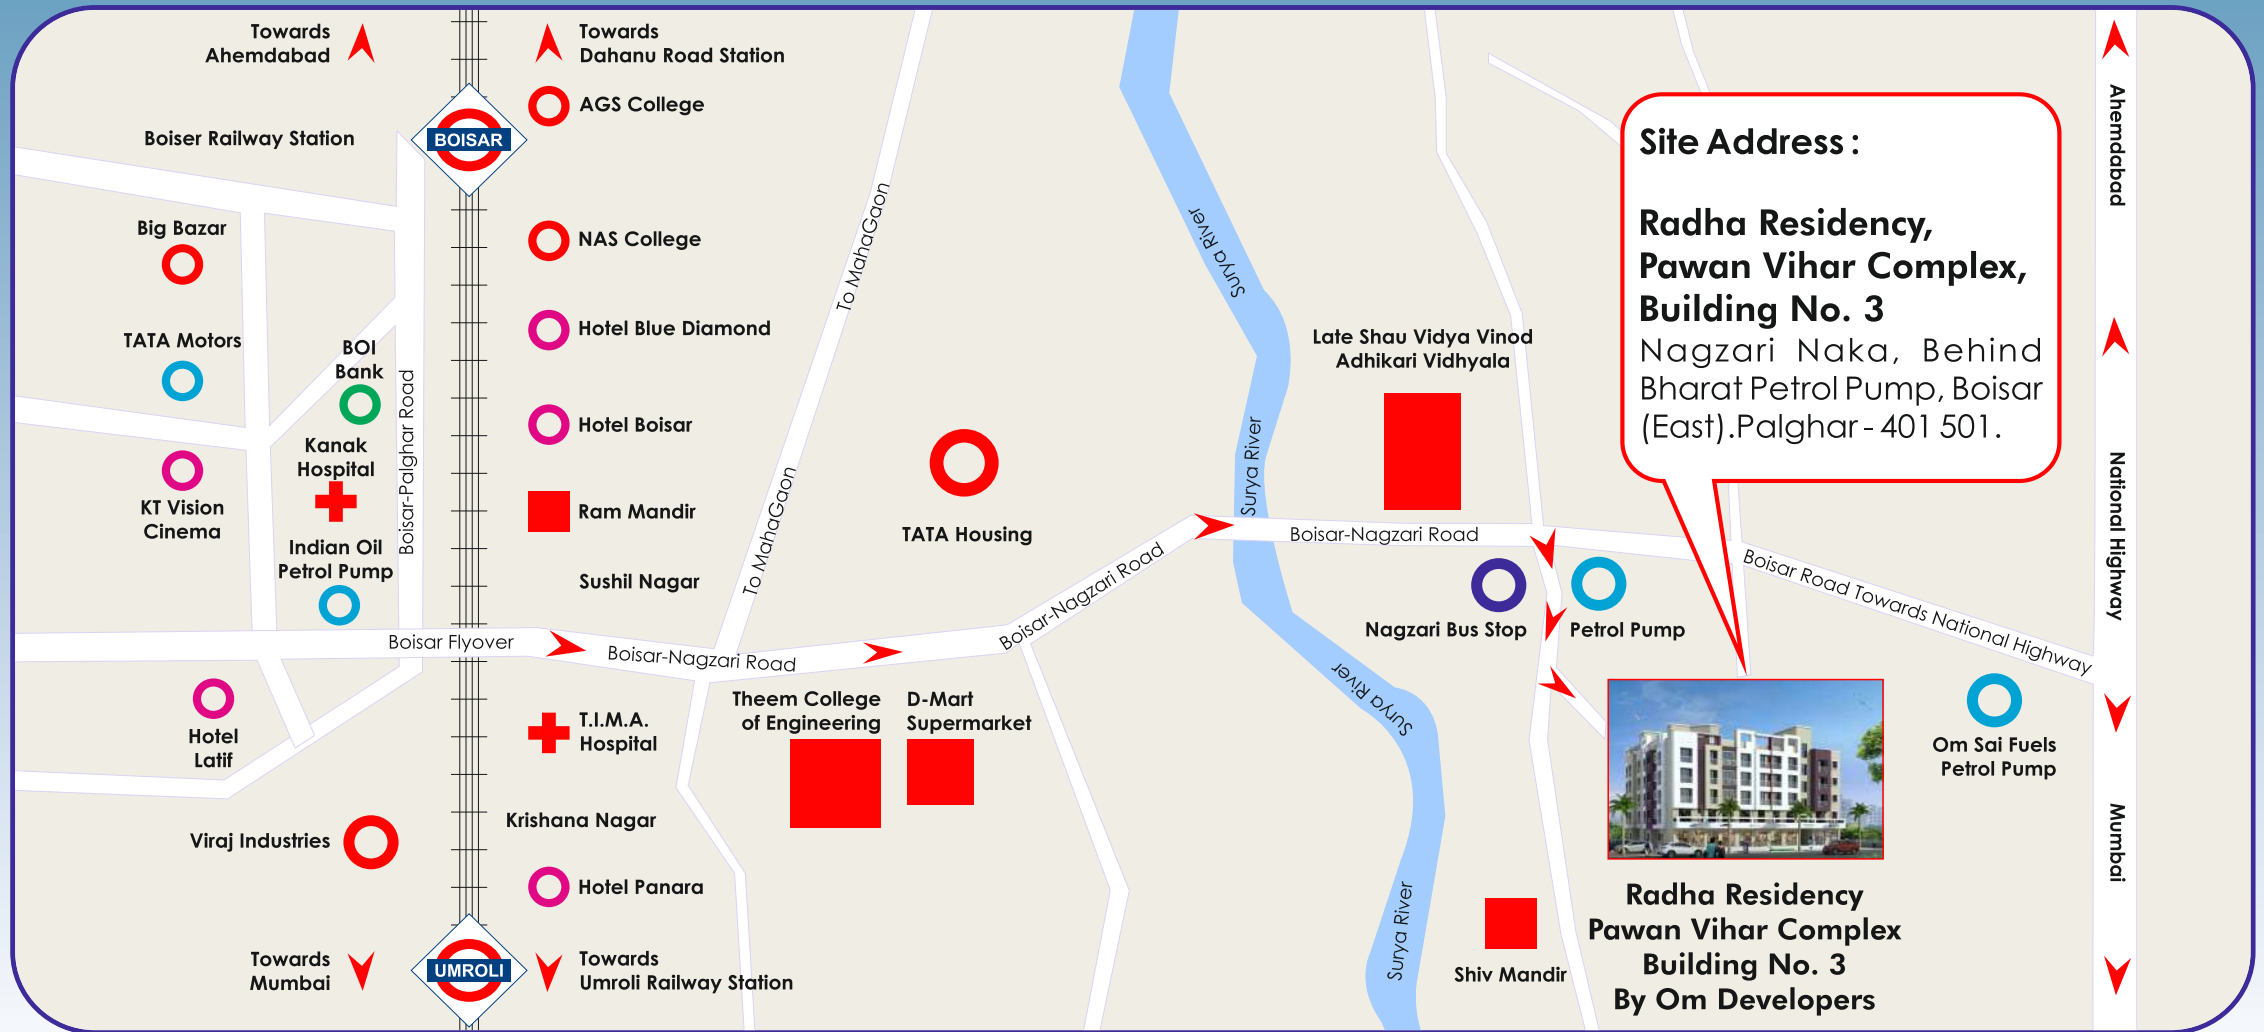 Towards
Ahemdabad
Towards
Dahanu Road Station
AGS College
Boiser Railway Station
BOISAR
Big Bazar
NAS College
TATA Motors
BOI
Bank
Hotel Blue Diamond
Kanak
Hospital
Hotel Boisar
KT Vision
Cinema
Boisar-Palghar Road
Ram Mandir
Indian Oil
Petrol Pump
Sushil Nagar
Boisar Flyover
Boisar-Nagzari Road
To MahaGaon
To MahaGaon
TATA Housing
Hotel
Latif
T.I.M.A.
Hospital
Theem College
of Engineering
D-Mart
Supermarket
Viraj Industries
Krishana Nagar
Hotel Panara
Towards
Mumbai
UMROLI
Towards
Umroli Railway Station
Boisar-Nagzari Road
Surya River
Surya River
Surya River
Surya River
Surya River
Surya River
Late Shau Vidya Vinod
Adhikari Vidhyala
Boisar-Nagzari Road
Nagzari Bus Stop
Petrol Pump
Shiv Mandir
Site Address :
Radha Residency,
Pawan Vihar Complex,
Building No. 3
Nagzari Naka, Behind
Bharat Petrol Pump, Boisar
(East).Palghar - 401 501.
Boisar Road Towards National Highway
Om Sai Fuels
Petrol Pump
Radha Residency
Pawan Vihar Complex
Building No. 3
By Om Developers
Ahemdabad
National Highway
Mumbai